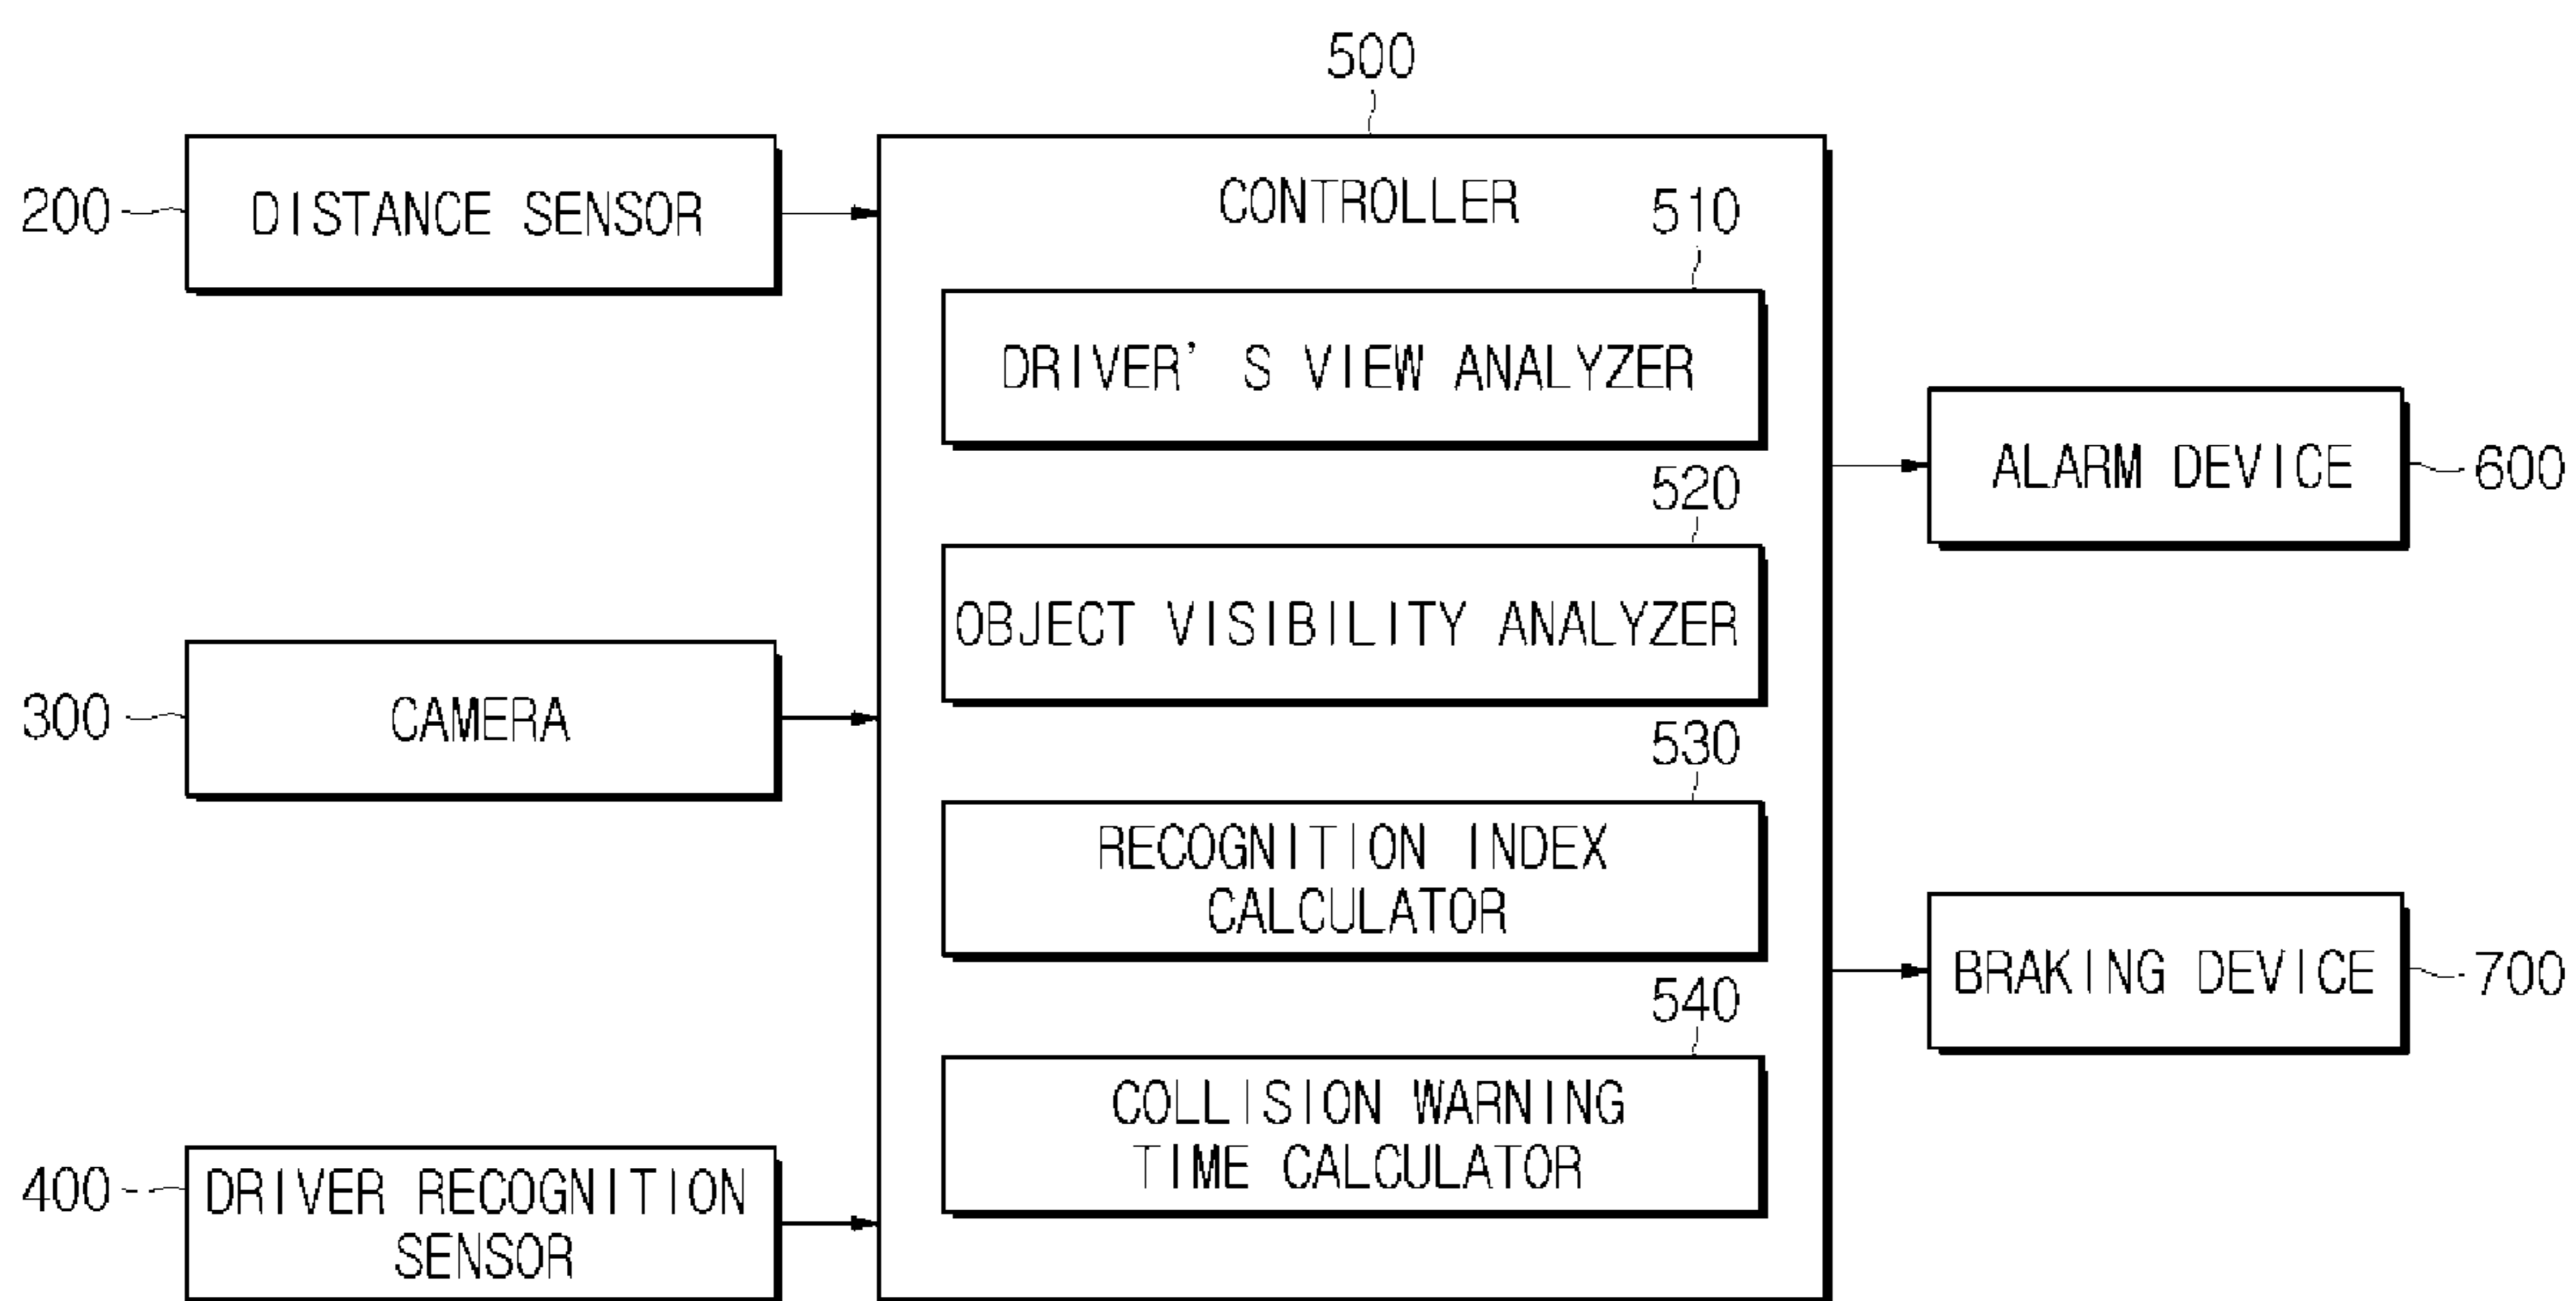 500
200
DISTANCE SENSOR
CONTROLLER
510
DRIVER' S VIEW ANALYZER
520
OBJECT VISIBILITY ANALYZER
300
CAMERA
530
RECOGNITION INDEX
CALCULATOR
540
COLLISION WARNING
TIME CALCULATOR
400
DRIVER RECOGNITION
SENSOR
ALARM DEVICE
600
BRAKING DEVICE
700